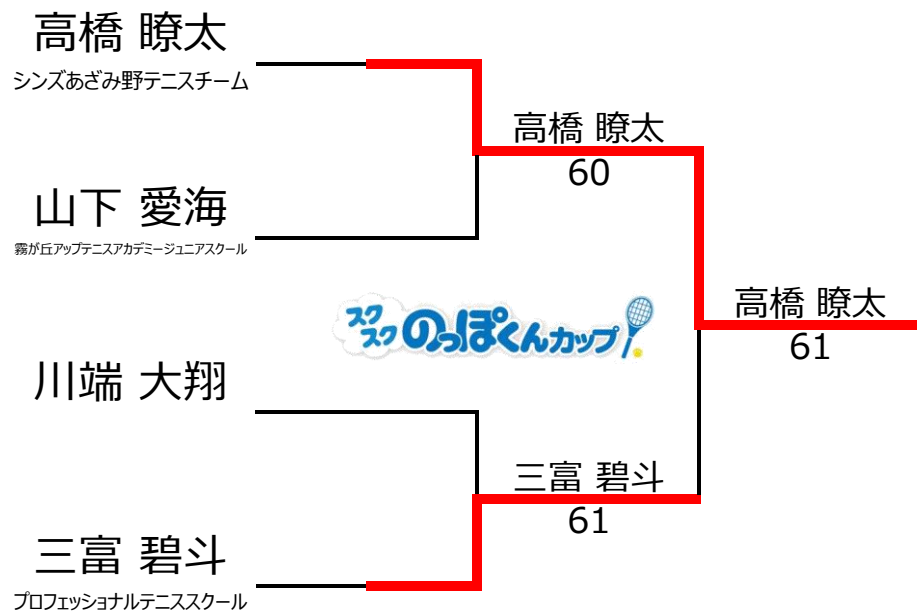 高橋 瞭太
シンズあざみ野テニスチーム
高橋 瞭太
60
山下 愛海
霧が丘アップテニスアカデミージュニアスクール
スクスク のっぽくんカップ
高橋 瞭太
61
川端 大翔
三富 碧斗
61
三富 碧斗
プロフェッショナルテニススクール